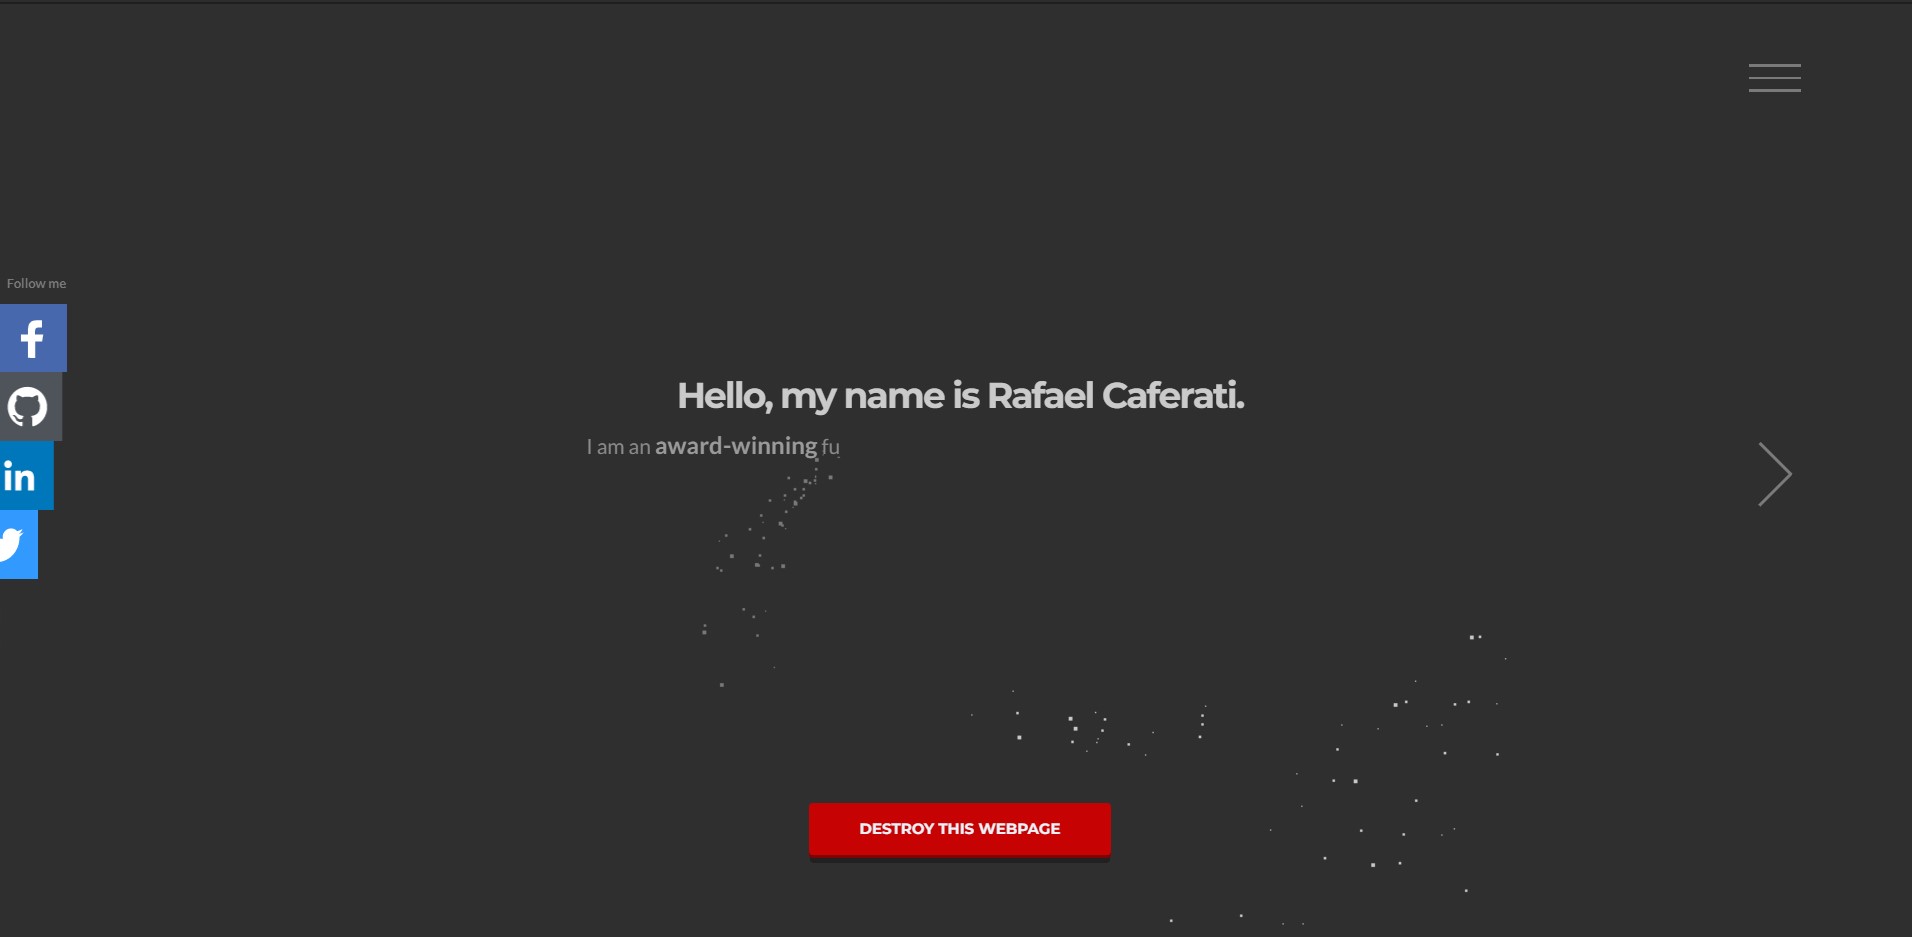 Follow me
Hello, my name is Rafael Caferati.
I am an award-winning fu
DESTROY THIS WEBPAGE